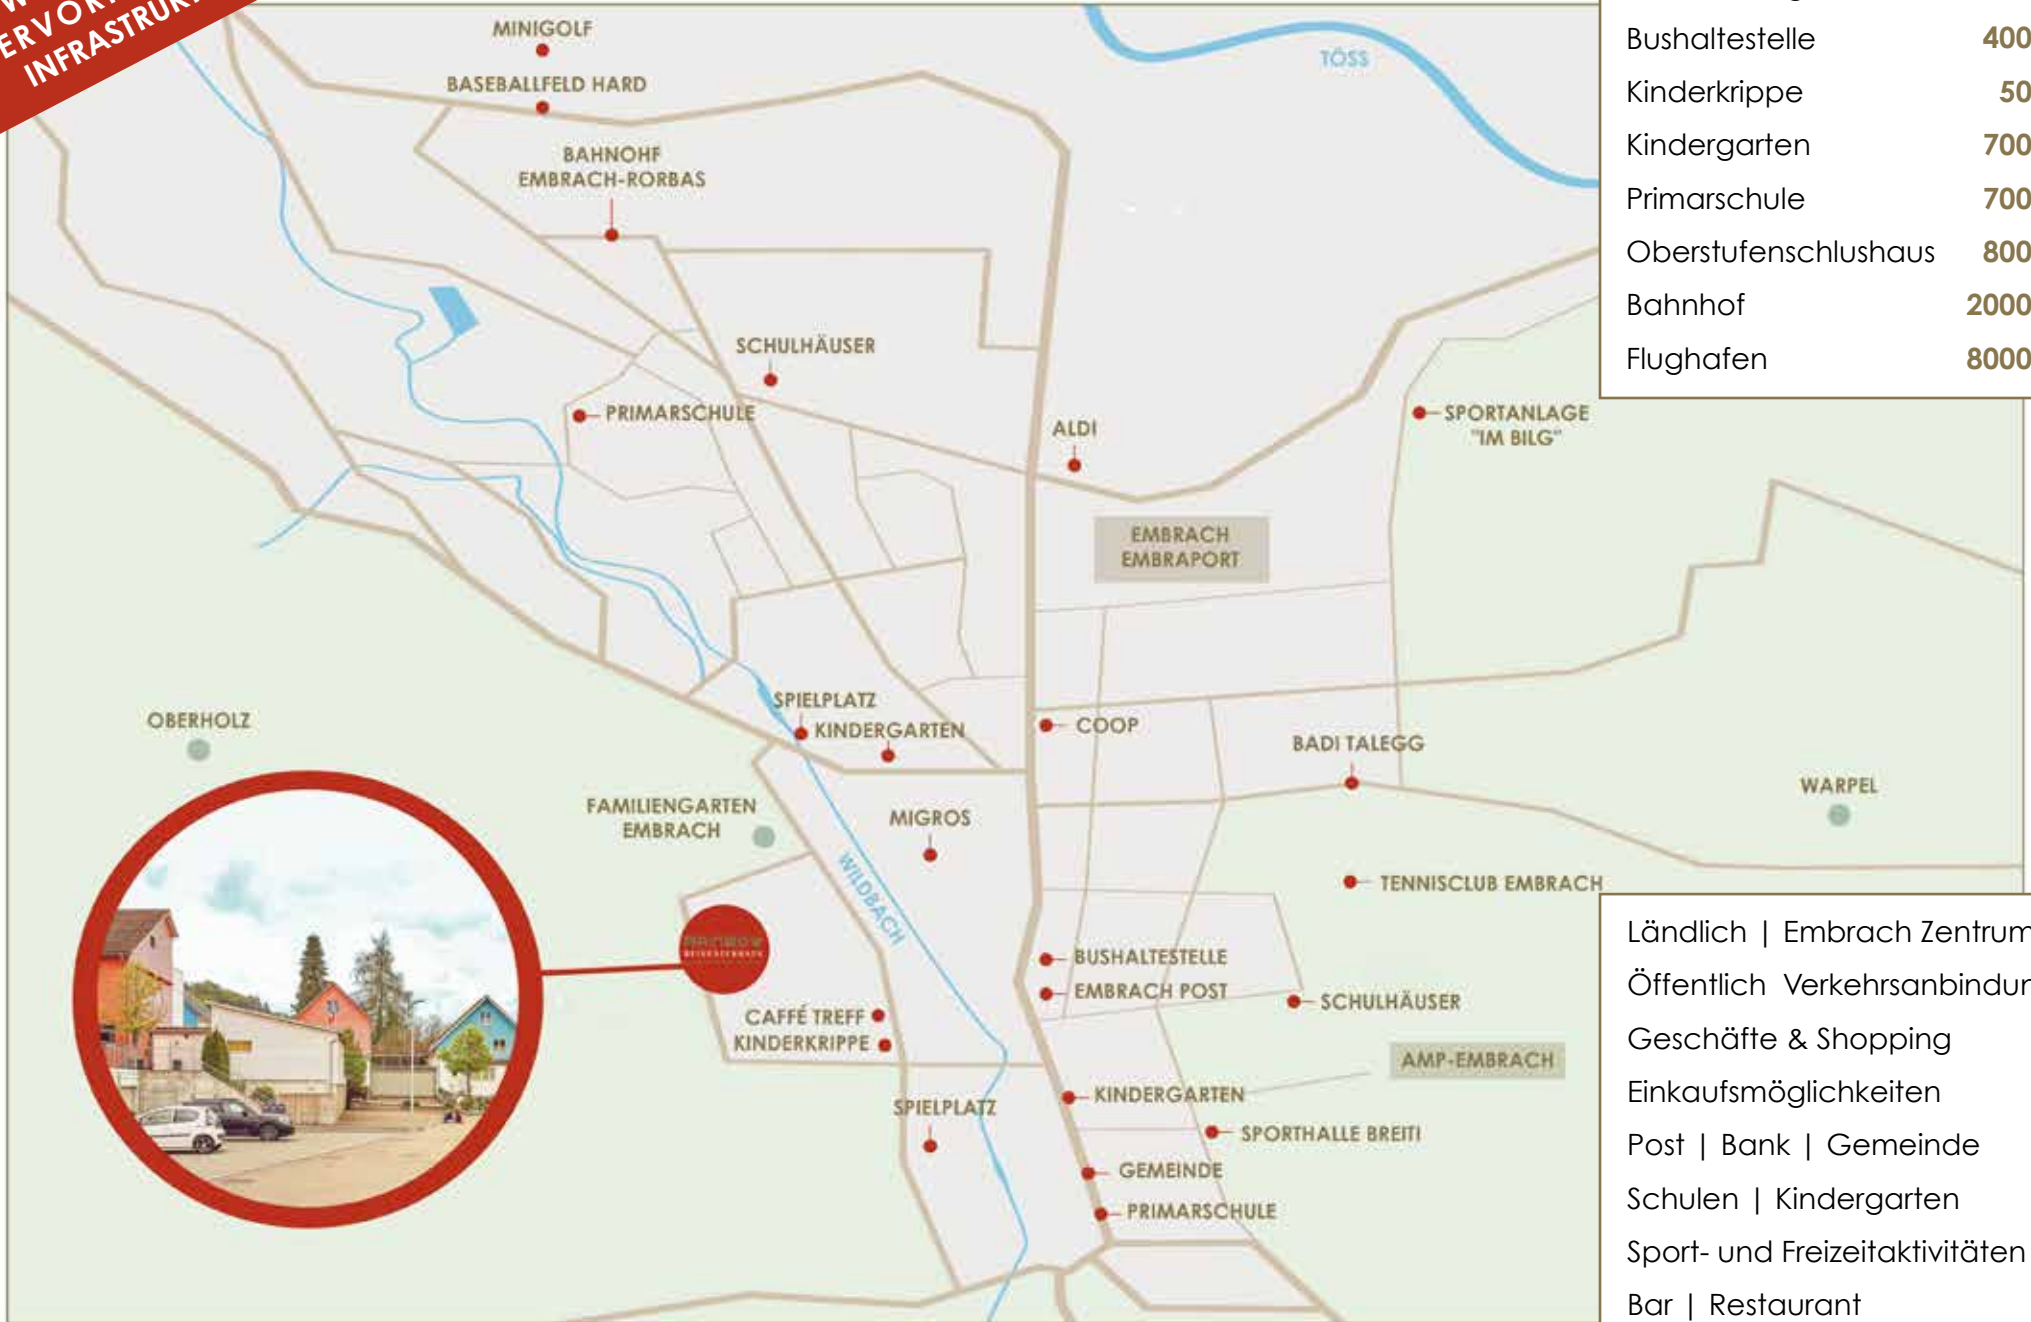 INFRASTRUK
MINIGOLF
BASEBALLFELD HARD
BAHNOHF
EMBRACH-RORBAS
TÖSS
SCHULHÄUSER
PRIMARSCHULE
ALDI
SPORTANLAGE
"IM BILG"
EMBRACH
EMBRAPORT
OBERHOLZ
SPIELPLATZ
KINDERGARTEN
COOP
BADI TALEGG
WARPEL
FAMILIENGARTEN
EMBRACH
MIGROS
WILDBACH
TENNISCLUB EMBRACH
BUSHALTESTELLE
EMBRACH POST
SCHULHÄUSER
CAFFÉ TREFF
KINDERKRIPPE
AMP-EMBRACH
KINDERGARTEN
SPIELPLATZ
SPORTHALLE BREITI
GEMEINDE
PRIMARSCHULE
Bushaltestelle 400
Kinderkrippe 50
Kindergarten 700
Primarschule 700
Oberstufenschlushaus 800
Bahnhof 2000
Flughafen 8000
Ländlich | Embrach Zentrum
Öffentlich Verkehrsanbindun
Geschäfte & Shopping
Einkaufsmöglichkeiten
Post | Bank | Gemeinde
Schulen | Kindergarten
Sport- und Freizeitaktivitäten
Bar | Restaurant